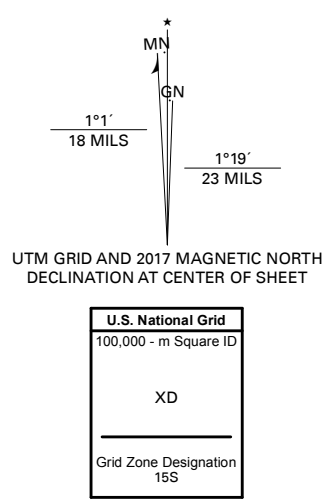 MN
GN
1°1´
18 MILS
1°19´
23 MILS
UTM GRID AND 2017 MAGNETIC NORTH
DECLINATION AT CENTER OF SHEET
U.S. National Grid
100,000 - m Square ID
XD
Grid Zone Designation
15S